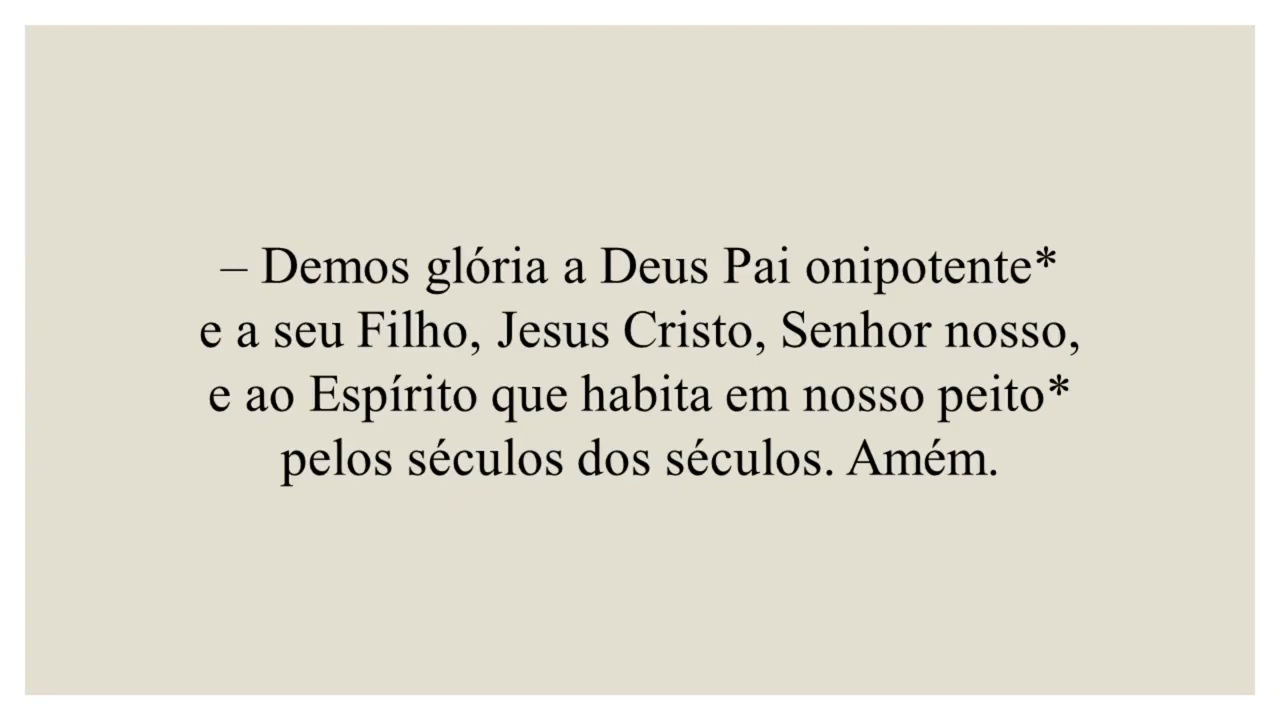 – Demos glória a Deus Pai onipotente*
e a seu Filho, Jesus Cristo, Senhor nosso,
e ao Espírito que habita em nosso peito*
pelos séculos dos séculos. Amém.